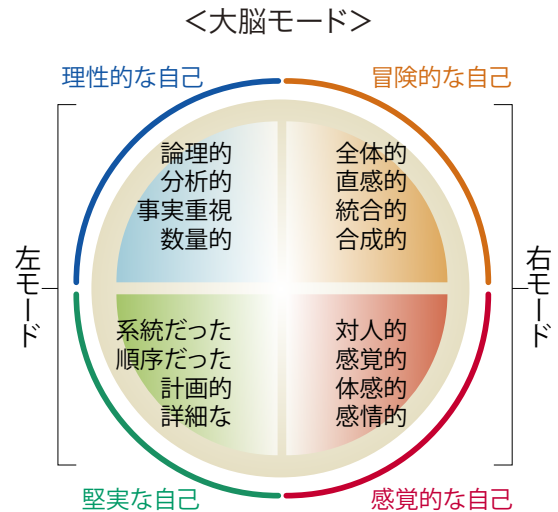 ＜大脳モード＞
理性的な自己
冒険的な自己
論理的
分析的
事実重視
数量的
全体的
直感的
統合的
合成的
左モード
右モード
系統だった
順序だった
計画的
詳細な
対人的
感覚的
体感的
感情的
堅実な自己
感覚的な自己